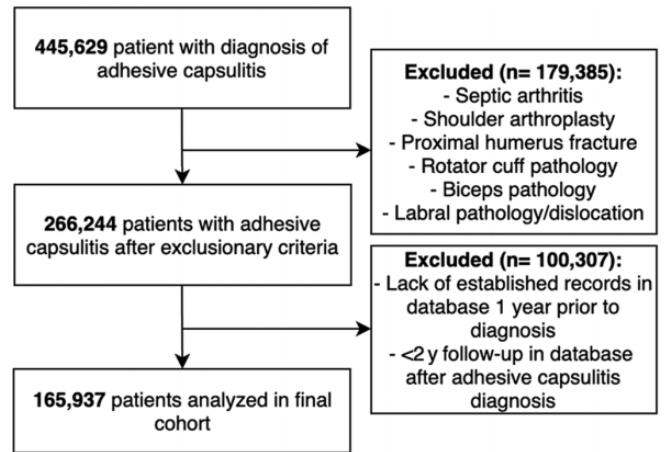 445,629 patient with diagnosis of
adhesive capsulitis
Excluded (n= 179,385):
- Septic arthritis
- Shoulder arthroplasty
- Proximal humerus fracture
- Rotator cuff pathology
- Biceps pathology
- Labral pathology/dislocation
266,244 patients with adhesive
capsulitis after exclusionary criteria
Excluded (n= 100,307):
- Lack of established records in
database 1 year prior to
diagnosis
- <2 y follow-up in database
after adhesive capsulitis
diagnosis
165,937 patients analyzed in final
cohort